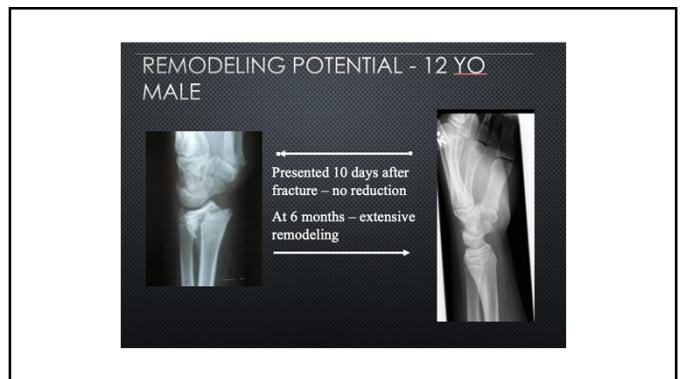 REMODELING POTENTIAL - 12 YO
MALE
Presented 10 days after
fracture – no reduction
At 6 months – extensive
remodeling